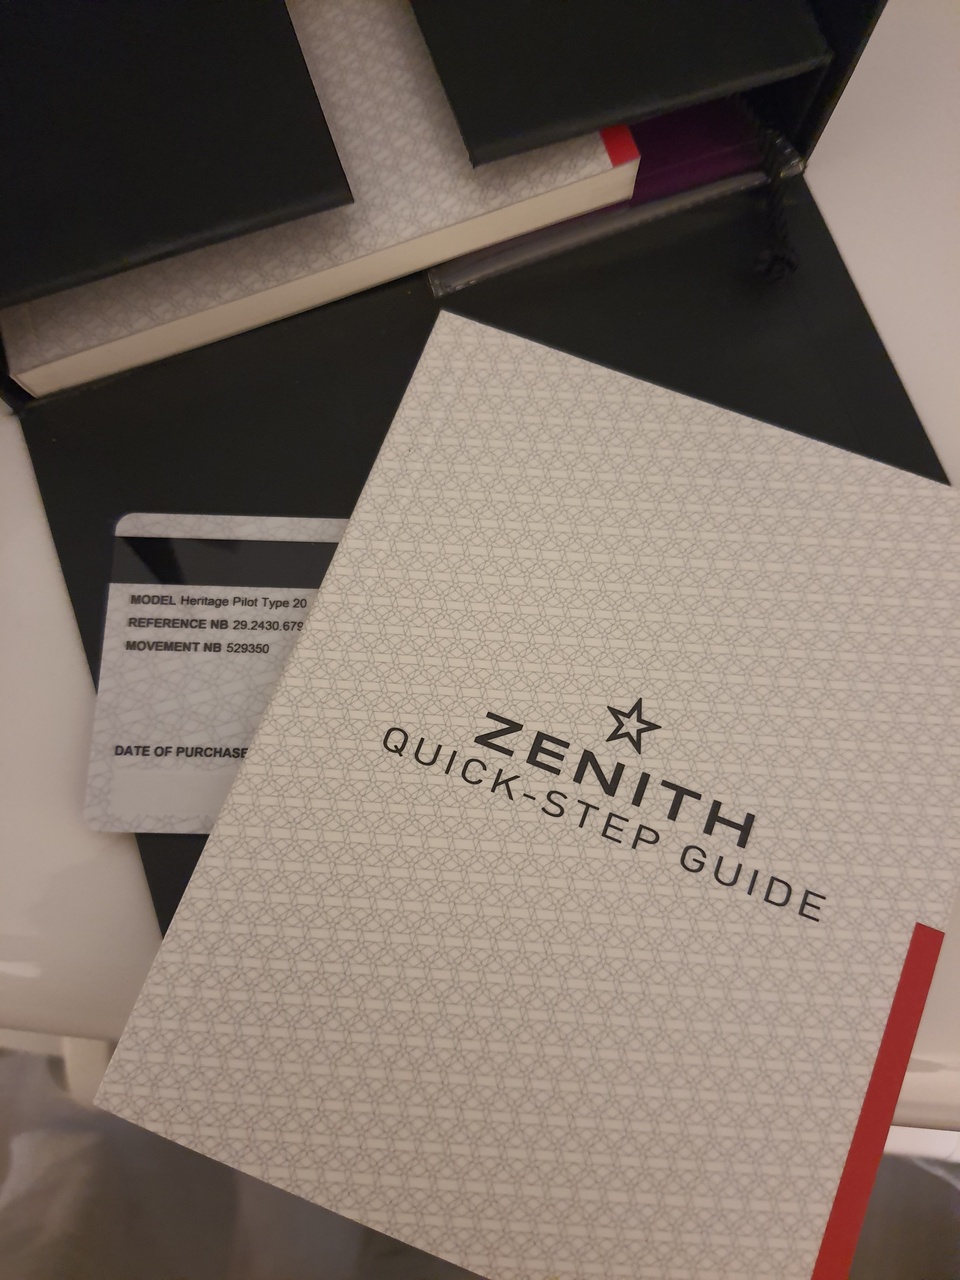 MODEL Heritage Pilot Type 20
REFERENCE NB 29.2430.679
MOVEMENT NB 529350
DATE OF PURCHASE
ZENITH
QUICK-STEP GUIDE